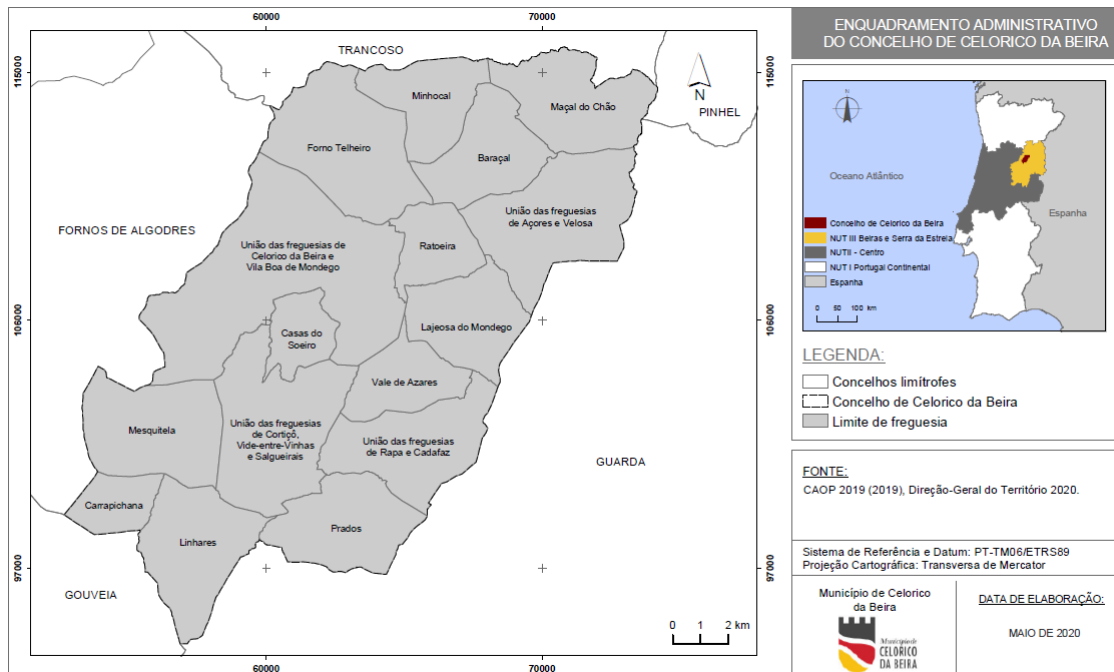 60000
70000
TRANCOSO
115000
115000
N
PINHEL
Minhocal
Maçal do Chão
Forno Telheiro
Baraçal
FORNOS DE ALGODRES
União das freguesias
de Açores e Velosa
União das freguesias de
Celorico da Beira e
Vila Boa de Mondego
Ratoeira
106000
106000
Casas do
Soeiro
Lajeosa do Mondego
Vale de Azares
Mesquitela
União das freguesias
de Cortiçô,
Vide-entre-Vinhas
e Salgueirais
União das freguesias
de Rapa e Cadafaz
GUARDA
Carrapichana
Linhares
Prados
97000
97000
GOUVEIA
0 1 2 km
60000
70000
ENQUADRAMENTO ADMINISTRATIVO
DO CONCELHO DE CELORICO DA BEIRA
N
Oceano Atlântico
Espanha
Concelho de Celorico da Beira
NUT III Beiras e Serra da Estrela
NUTII - Centro
NUT I Portugal Continental
Espanha
0 50 100 km
LEGENDA:
Concelhos limítrofes
Concelho de Celorico da Beira
Limite de freguesia
FONTE:
CAOP 2019 (2019), Direção-Geral do Território 2020.
Sistema de Referência e Datum: PT-TM06/ETRS89
Projeção Cartográfica: Transversa de Mercator
Município de Celorico
da Beira
Município de
CELORICO
DA BEIRA
DATA DE ELABORAÇÃO:
MAIO DE 2020